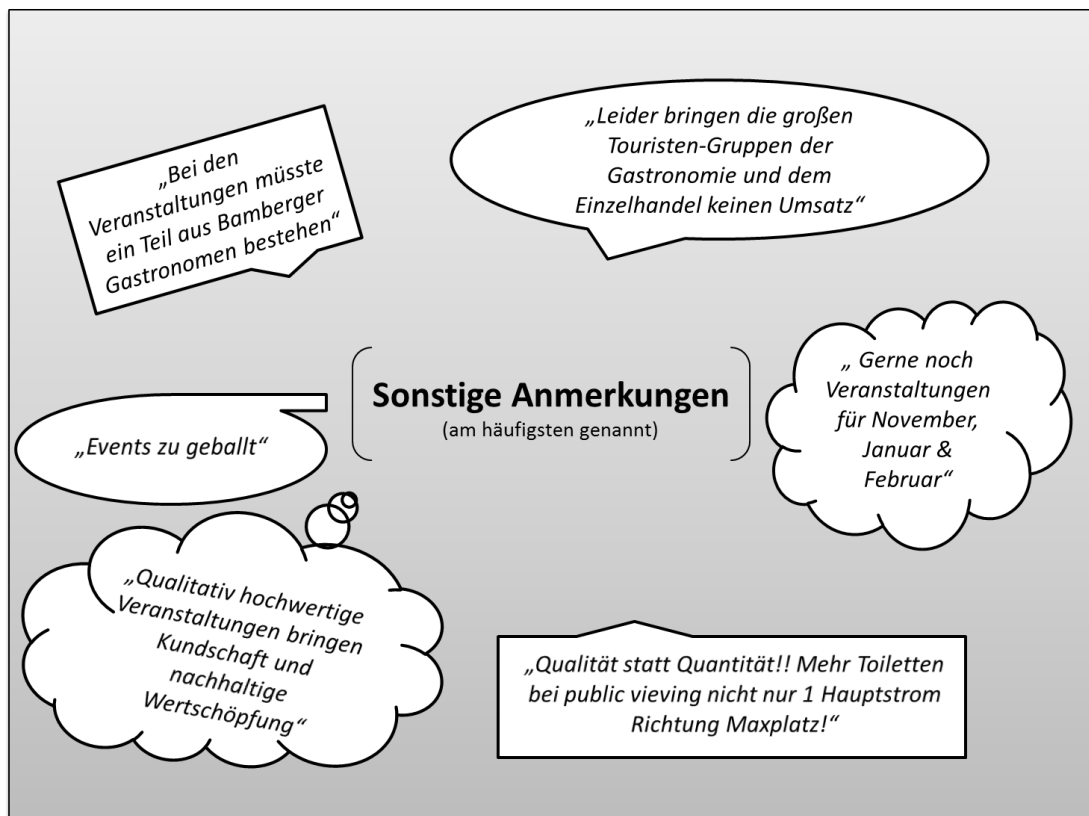 „Bei den
Veranstaltungen müsste
ein Teil aus Bamberger
Gastronomen bestehen“
„Leider bringen die großen
Touristen-Gruppen der
Gastronomie und dem
Einzelhandel keinen Umsatz“
Sonstige Anmerkungen
(am häufigsten genannt)
„ Gerne noch
Veranstaltungen
für November,
Januar &
Februar“
„Events zu geballt“
„Qualitativ hochwertige
Veranstaltungen bringen
Kundschaft und
nachhaltige
Wertschöpfung“
„Qualität statt Quantität!! Mehr Toiletten
bei public vieving nicht nur 1 Hauptstrom
Richtung Maxplatz!“